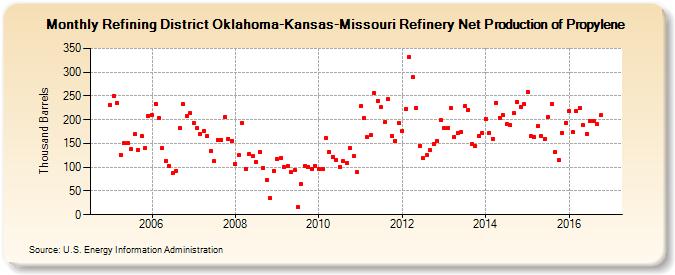 Monthly Refining District Oklahoma-Kansas-Missouri Refinery Net Production of Propylene
Thousand Barrels
350
300
250
200
150
100
50
0
2006 2008 2010 2012 2014 2016
Source: U.S. Energy Information Administration